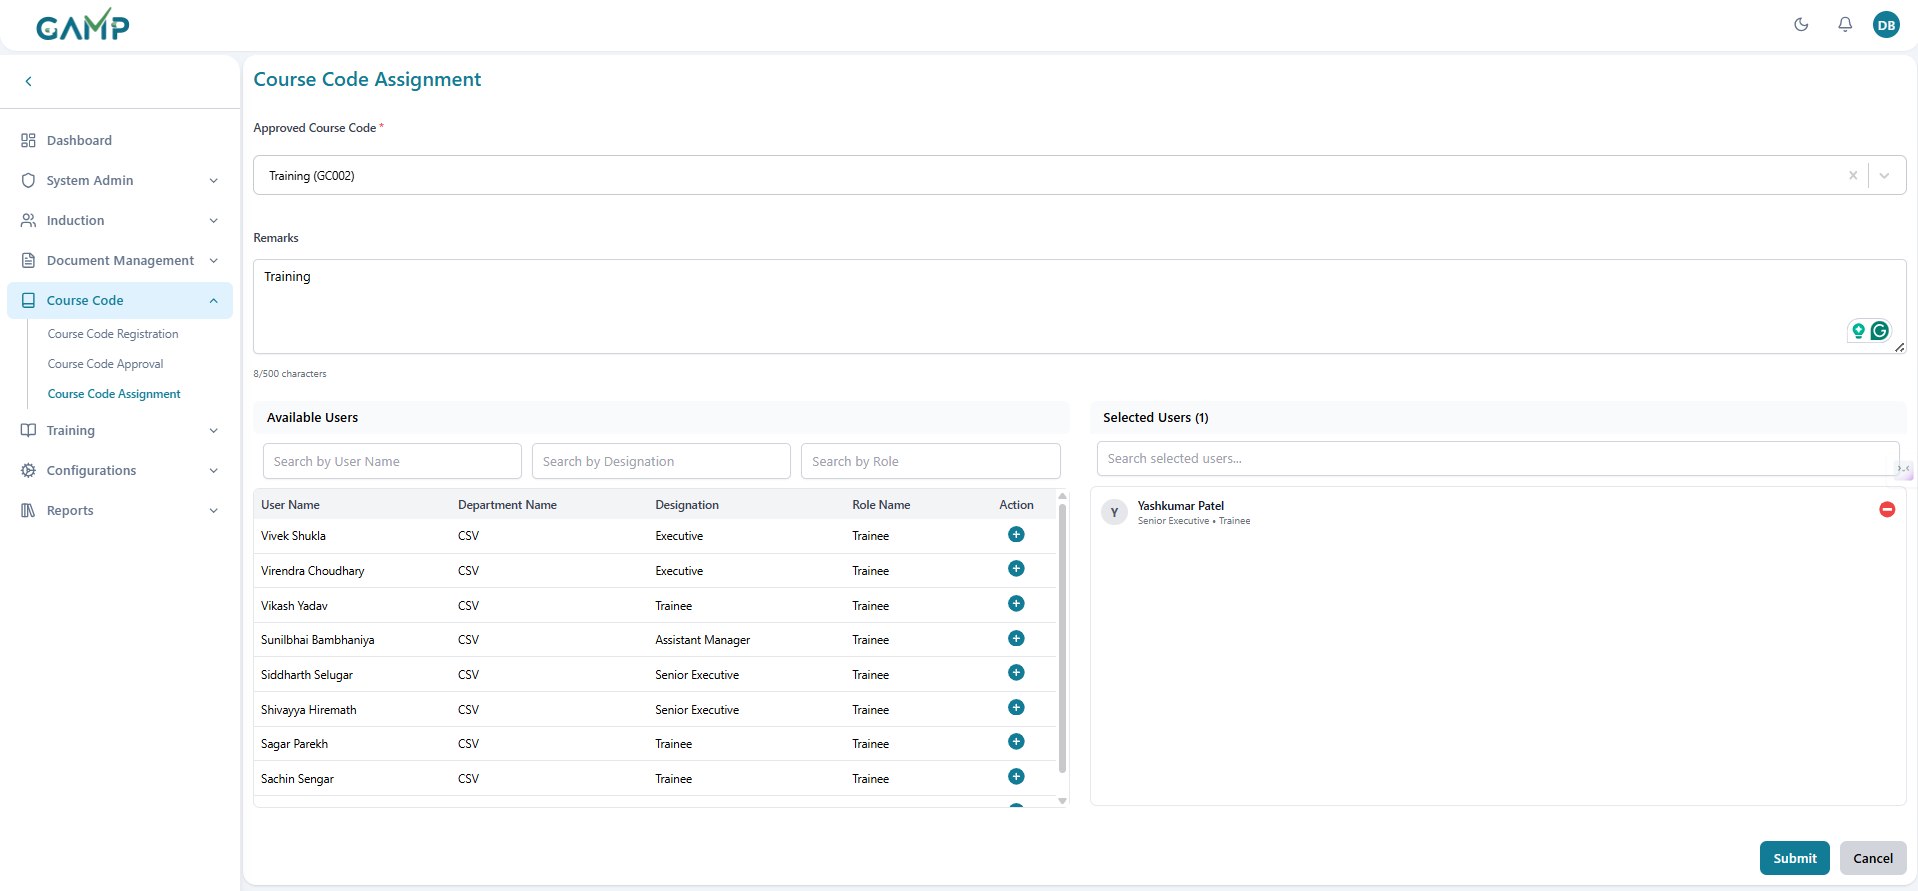 GAMP
DB
Course Code Assignment
Dashboard
System Admin
Induction
Document Management
Course Code
Course Code Registration
Course Code Approval
Course Code Assignment
Training
Configurations
Reports
Approved Course Code *
Training (GC002)
Remarks
Training
8/500 characters
Available Users
Search by User Name Search by Designation Search by Role
User Name Department Name Designation Role Name Action
Vivek Shukla CSV Executive Trainee
Virendra Choudhary CSV Executive Trainee
Vikash Yadav CSV Trainee Trainee
Sunilbhai Bambhaniya CSV Assistant Manager Trainee
Siddharth Selugar CSV Senior Executive Trainee
Shivayya Hiremath CSV Senior Executive Trainee
Sagar Parekh CSV Trainee Trainee
Sachin Sengar CSV Trainee Trainee
Selected Users (1)
Search selected users...
Y
Yashkumar Patel
Senior Executive • Trainee
Submit Cancel